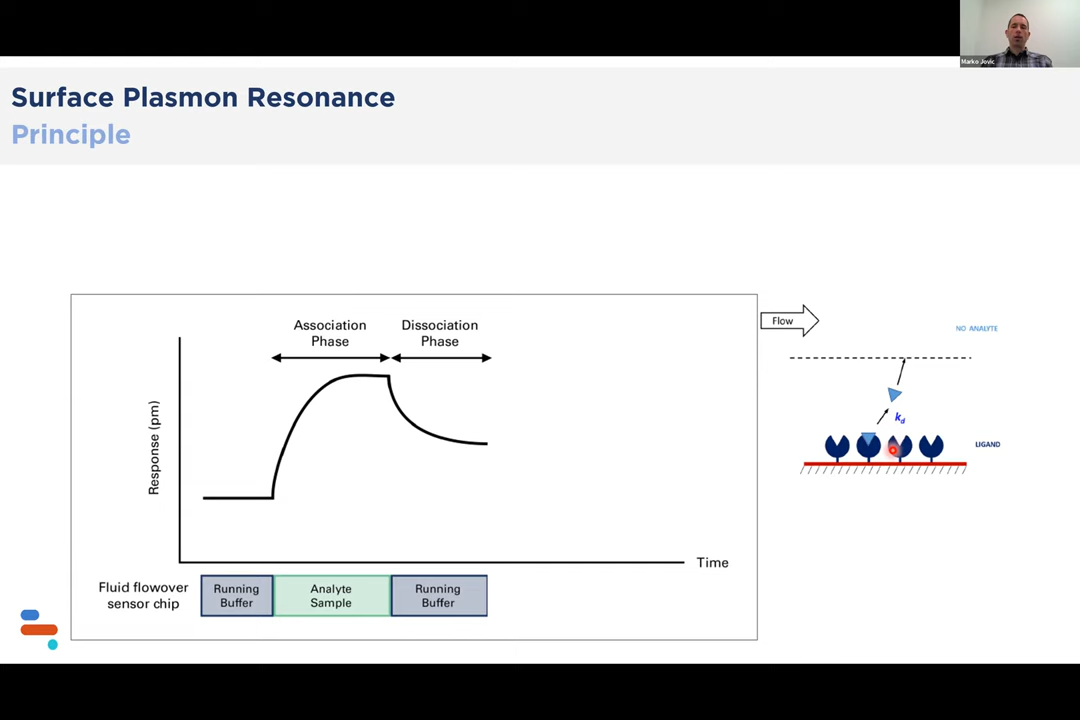 Marko Jovic
Surface Plasmon Resonance
Principle
Association
Phase
Dissociation
Phase
Response (pm)
Time
Fluid flowover
sensor chip
Running
Buffer
Analyte
Sample
Running
Buffer
Flow
NO ANALYTE
kd
LIGAND